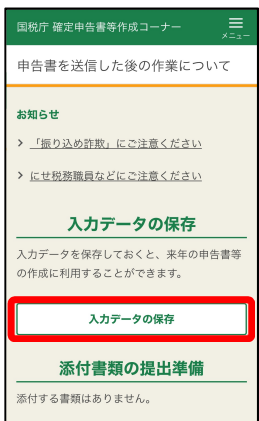 国税庁 確定申告書等作成コーナー
メニュー
申告書を送信した後の作業について
お知らせ
「振り込め詐欺」にご注意ください
にせ税務職員などにご注意ください
入力データの保存
入力データを保存しておくと、来年の申告書等
の作成に利用することができます。
入力データの保存
添付書類の提出準備
添付する書類はありません。